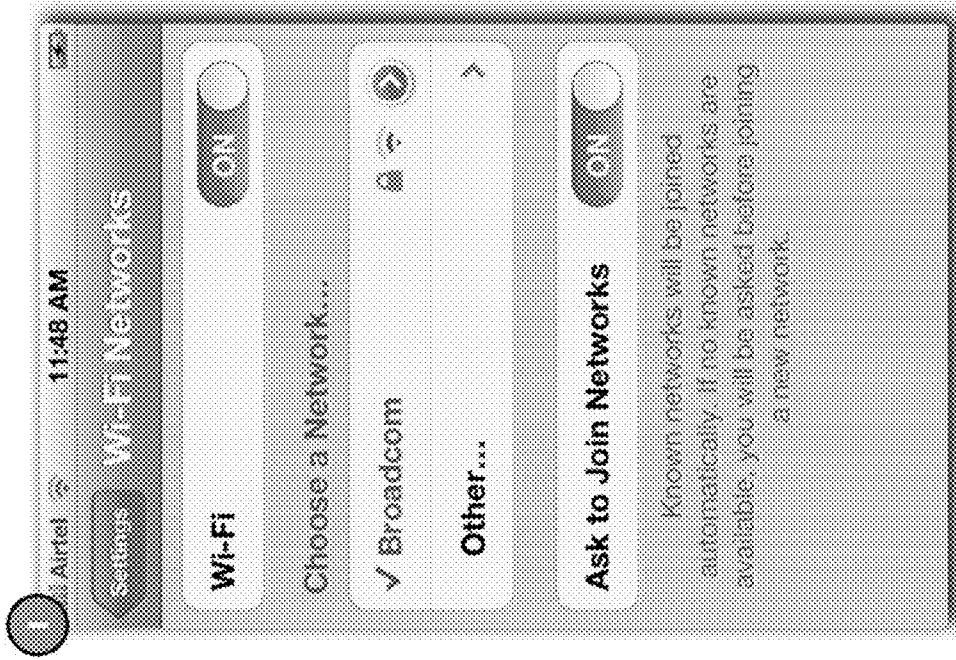 1
Airtel 11:48 AM
Settings Wi-Fi Networks
Wi-Fi ON
Choose a Network...
✓ Broadcom
Other... >
Ask to Join Networks ON
Known networks will be joined
automatically. If no known networks are
available, you will be asked before joining
a new network.